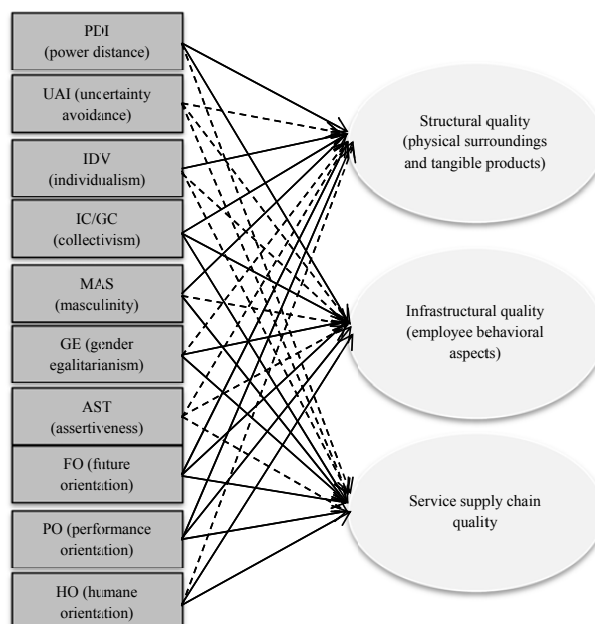 PDI
(power distance)
UAI (uncertainty
avoidance)
IDV
(individualism)
IC/GC
(collectivism)
MAS
(masculinity)
GE (gender
egalitarianism)
AST
(assertiveness)
FO (future
orientation)
PO (performance
orientation)
HO (humane
orientation)
Structural quality
(physical surroundings
and tangible products)
Infrastructural quality
(employee behavioral
aspects)
Service supply chain
quality